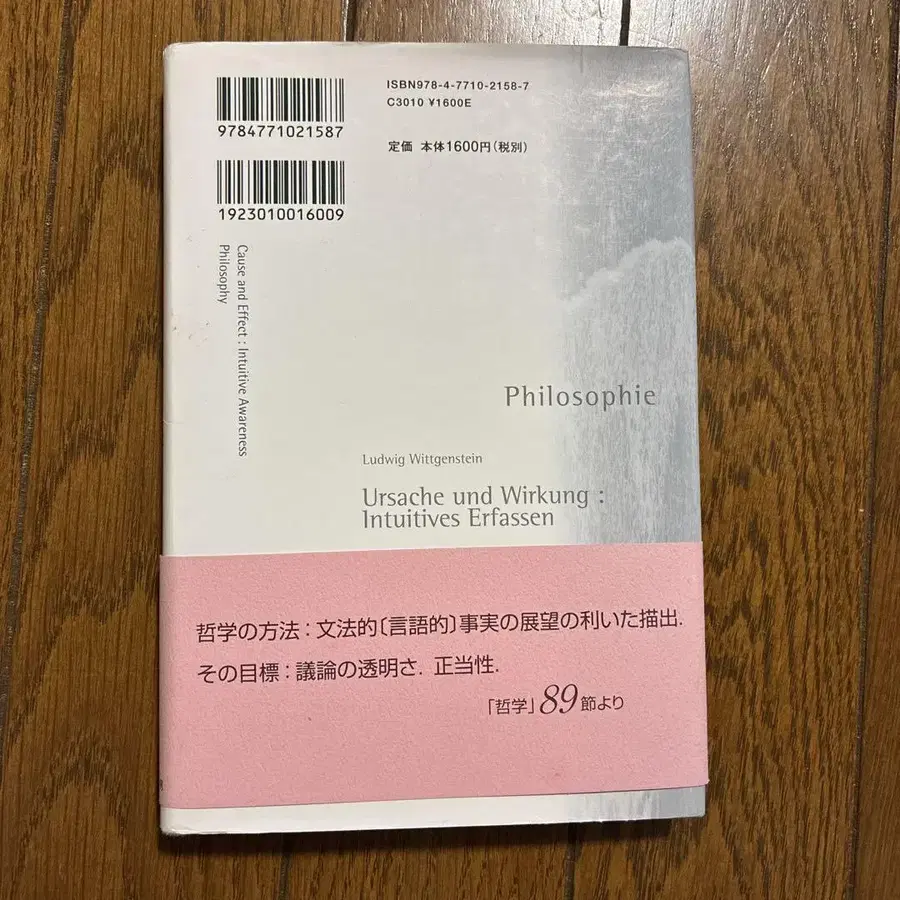 ISBN978-4-7710-2158-7
C3010 ¥1600E
9784771021587
定価 本体1600円(税別)
1923010016009
Cause and Effect : Intuitive Awareness
Philosophy
Philosophie
Ludwig Wittgenstein
Ursache und Wirkung :
Intuitives Erfassen
哲学の方法：文法的〔言語的〕事実の展望の利いた描出.
その目標：議論の透明さ. 正当性.
「哲学」89節より